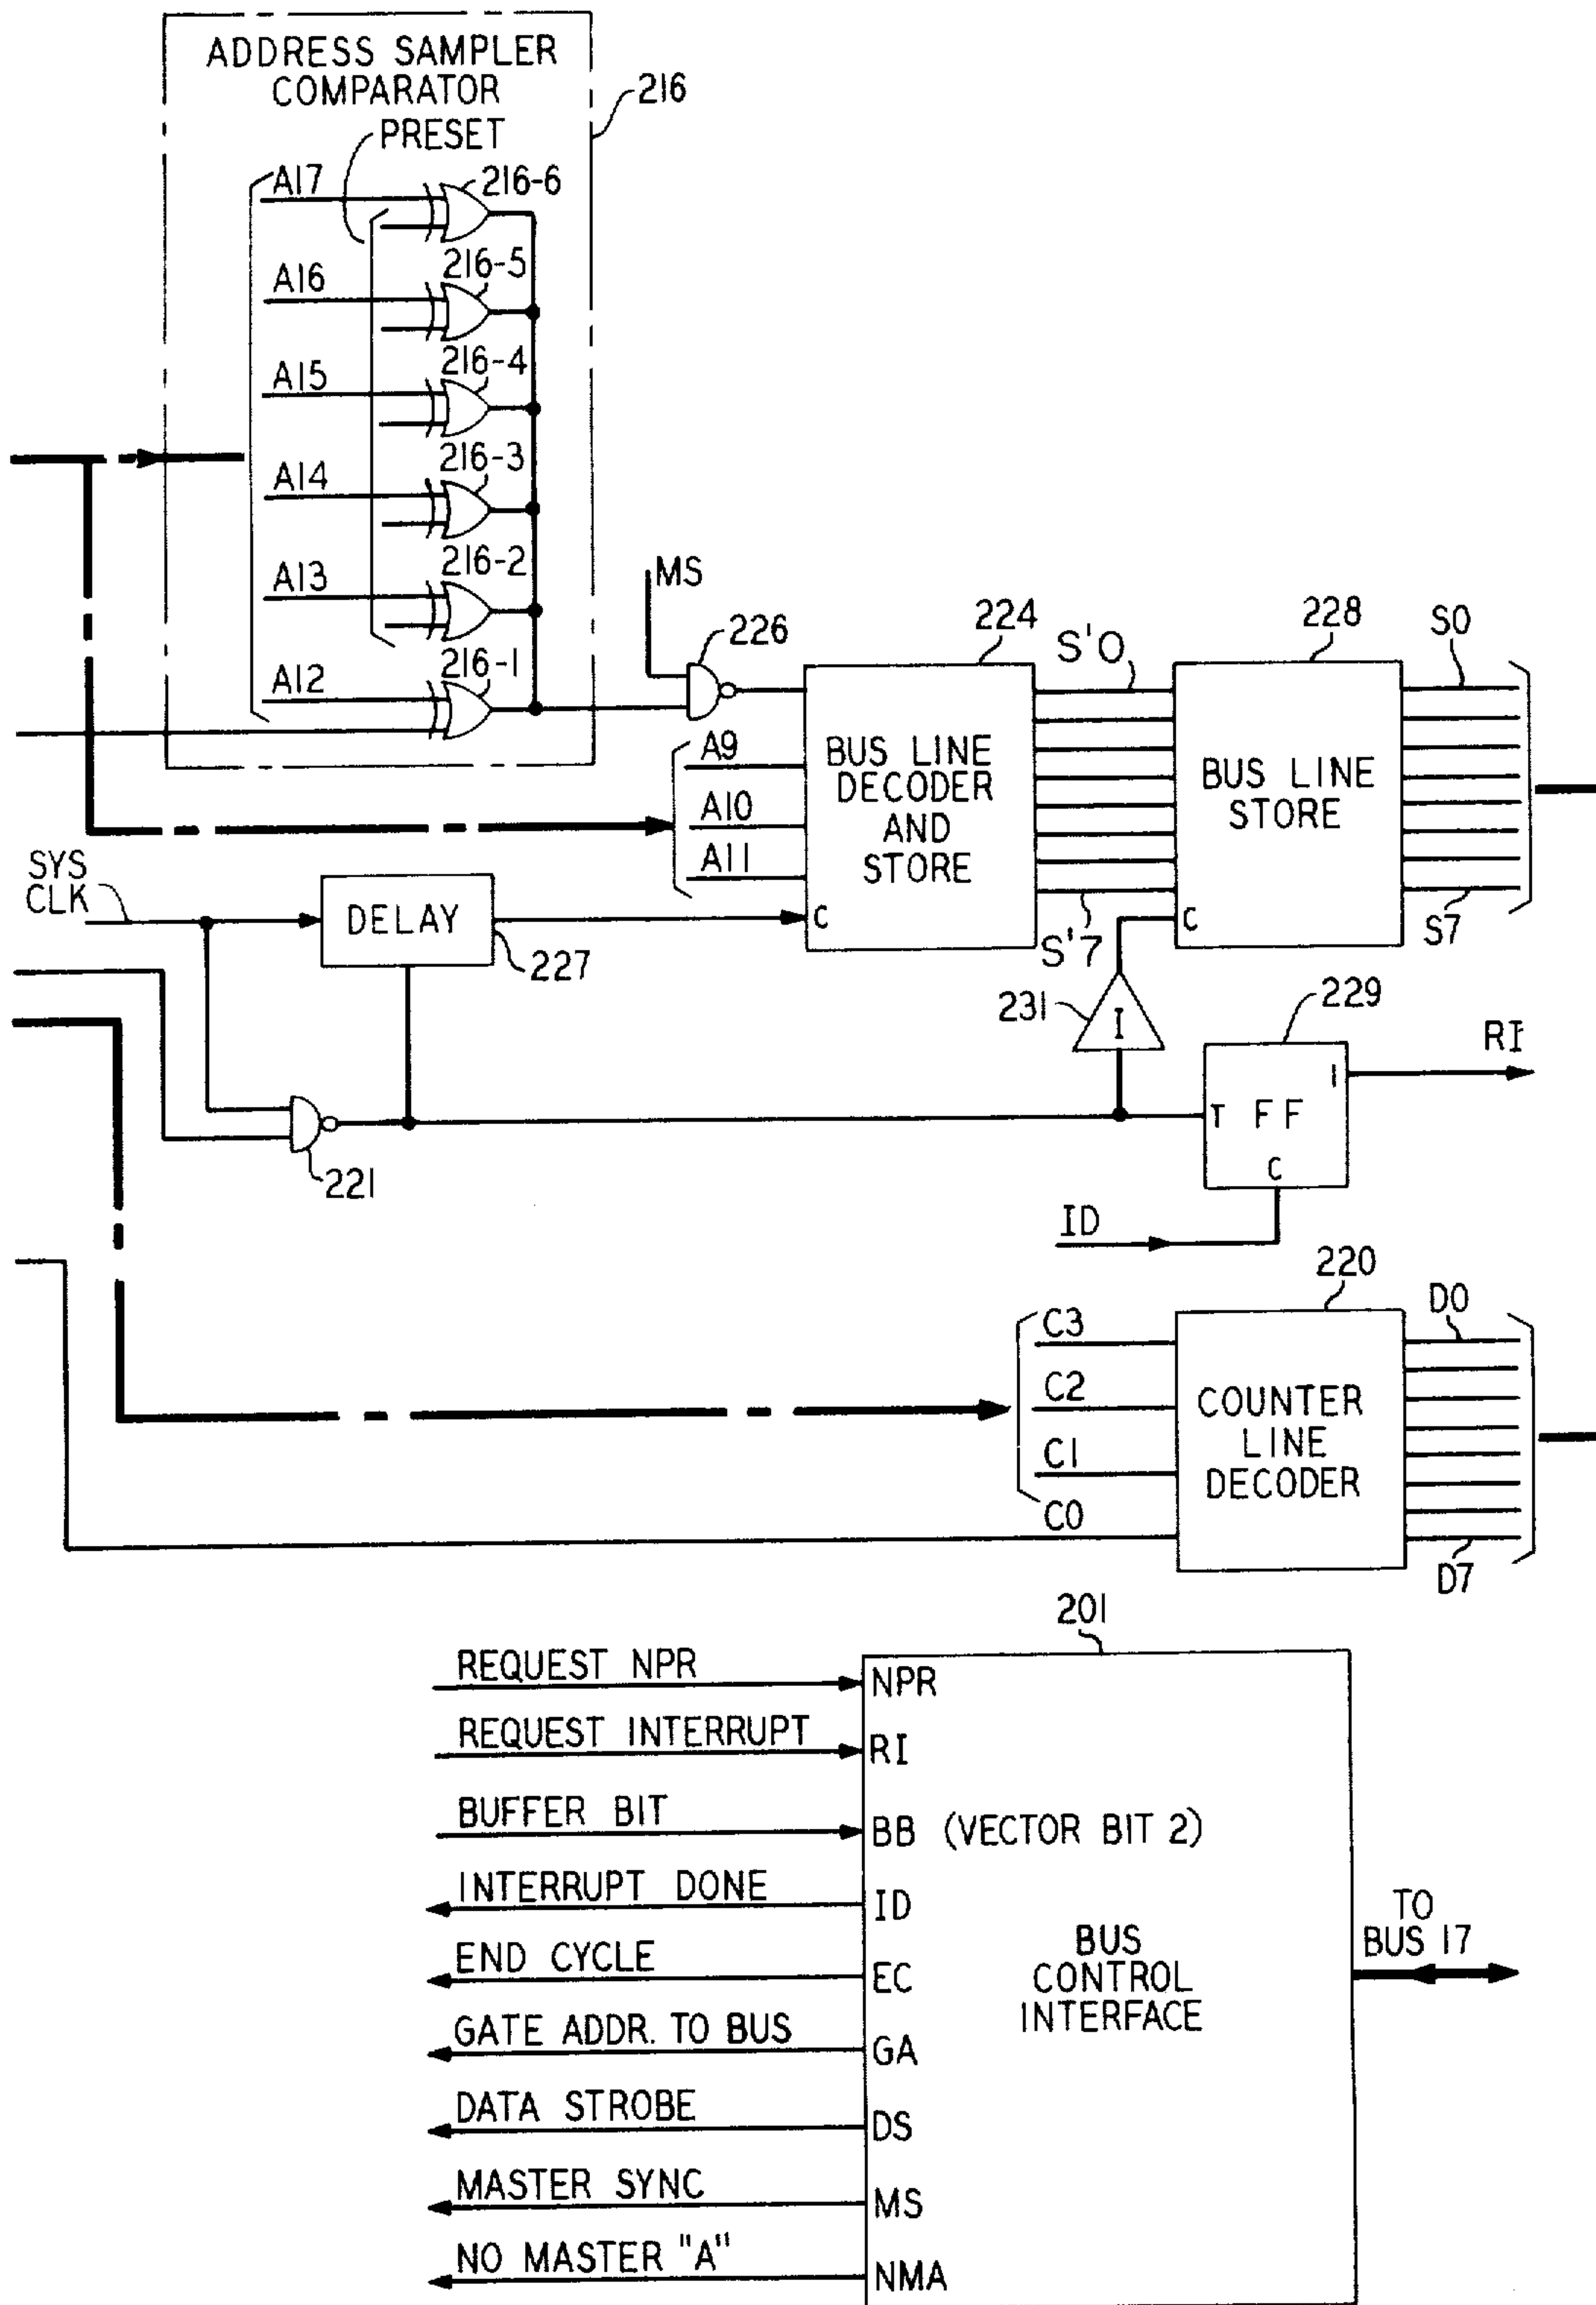 ADDRESS SAMPLER
COMPARATOR
216
PRESET
A17
216-6
216-5
A16
216-4
A15
216-3
A14
216-2
A13
216-1
A12
MS
226
224
S'0
228
S0
A9
A10
A11
BUS LINE
DECODER
AND
STORE
C
BUS LINE
STORE
C
S'7
S7
SYS
CLK
DELAY
227
231
I
229
RI
1
T FF
C
221
ID
220
D0
C3
C2
C1
C0
COUNTER
LINE
DECODER
D7
201
REQUEST NPR
NPR
REQUEST INTERRUPT
RI
BUFFER BIT
BB (VECTOR BIT 2)
INTERRUPT DONE
ID
END CYCLE
EC
GATE ADDR. TO BUS
GA
DATA STROBE
DS
MASTER SYNC
MS
NO MASTER "A"
NMA
BUS
CONTROL
INTERFACE
TO
BUS 17